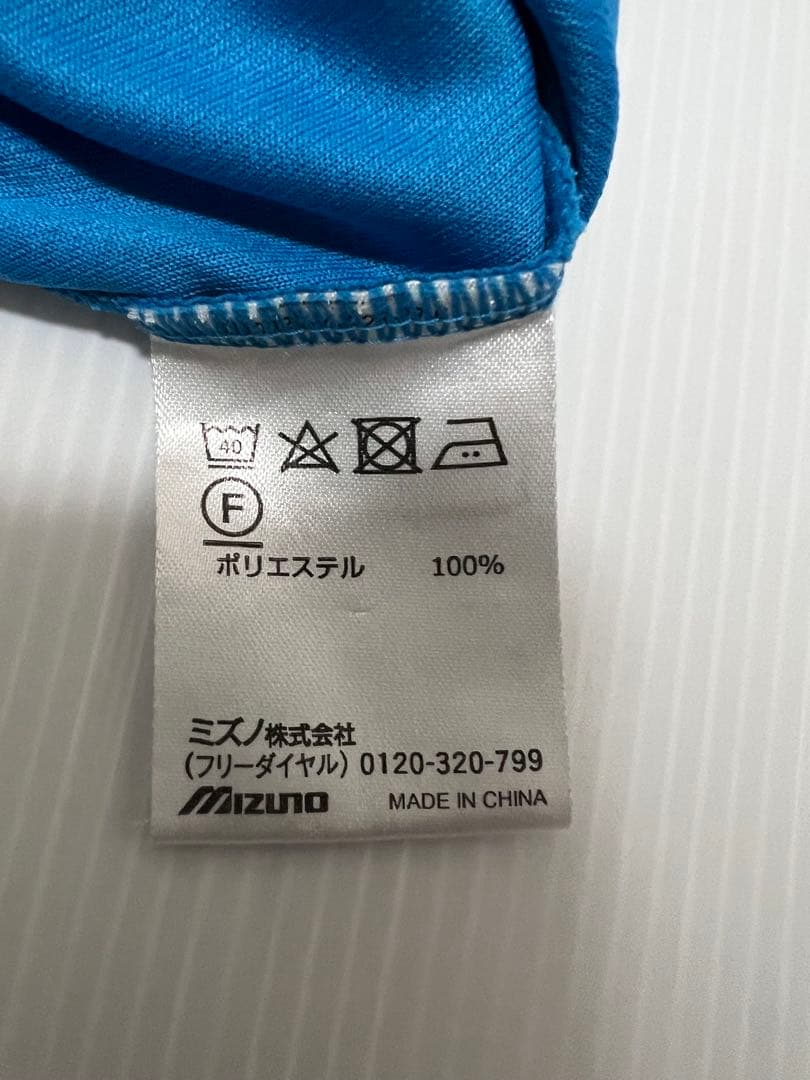 40
F
ポリエステル 100%
ミズノ株式会社
(フリーダイヤル) 0120-320-799
MIZUNO MADE IN CHINA